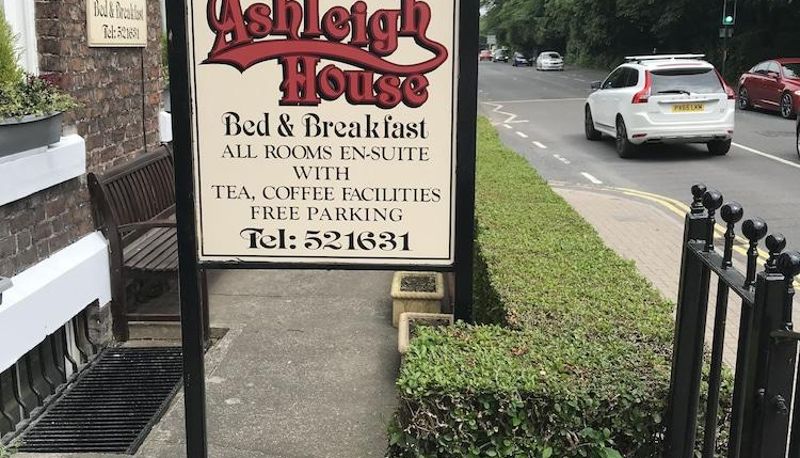 Bed & Breakfast
Tel: 521631
Ashleigh
House
Bed & Breakfast
ALL ROOMS EN-SUITE
WITH
TEA, COFFEE FACILITIES
FREE PARKING
Tel: 521631